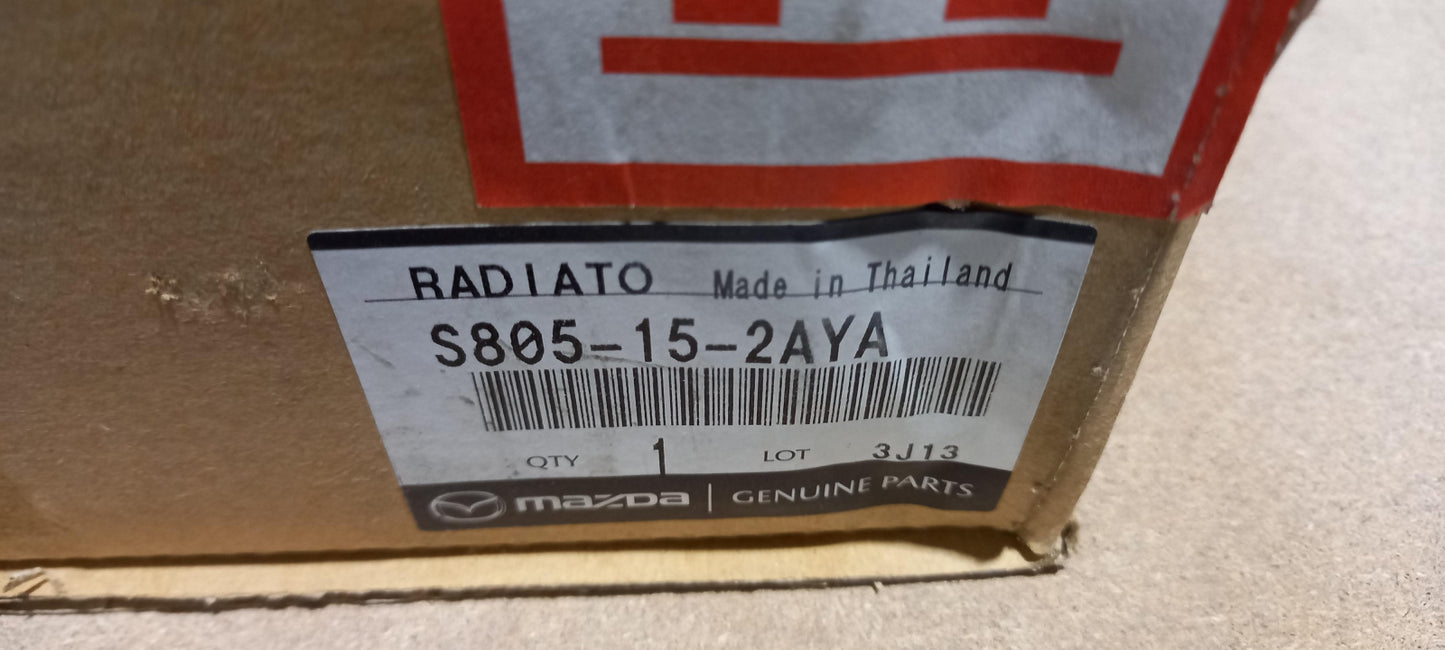 RADIATO Made in Thailand
S805-15-2AYA
QTY 1 LOT 3J13
mazda | GENUINE PARTS